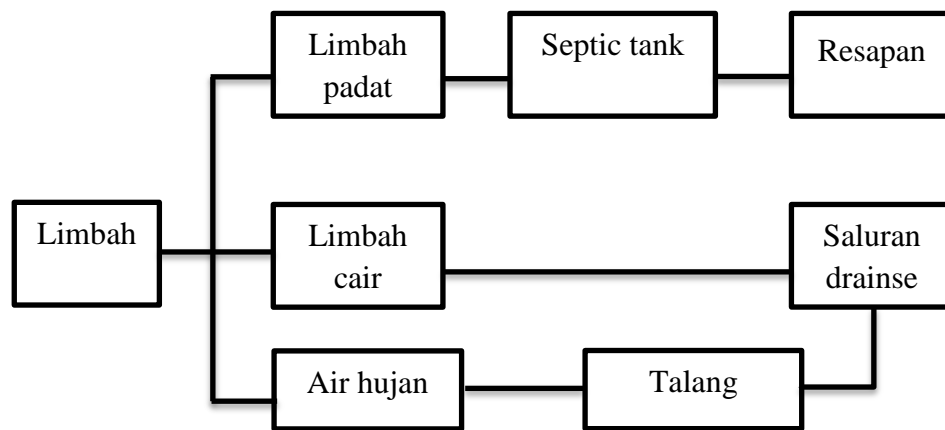 Limbah
padat
Septic tank
Resapan
Limbah
Limbah
cair
Saluran
drainse
Air hujan
Talang